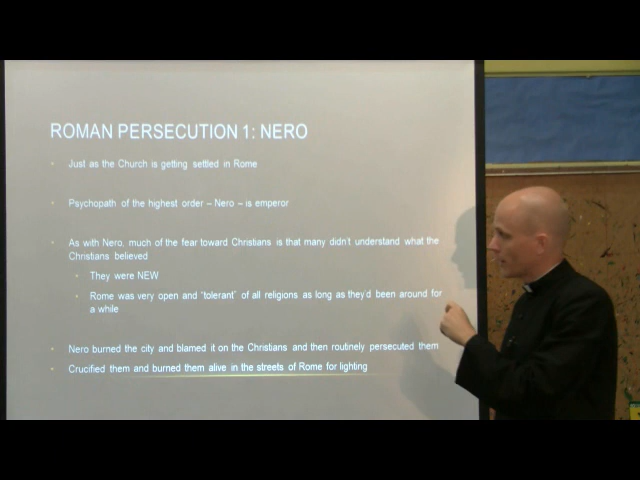 ROMAN PERSECUTION 1: NERO
Just as the Church is getting settled in Rome
Psychopath of the highest order – Nero – is emperor
As with Nero, much of the fear toward Christians is that many didn't understand what the
Christians believed
They were NEW
Rome was very open and "tolerant" of all religions as long as they'd been around for
a while
Nero burned the city and blamed it on the Christians and then routinely persecuted them
Crucified them and burned them alive in the streets of Rome for lighting